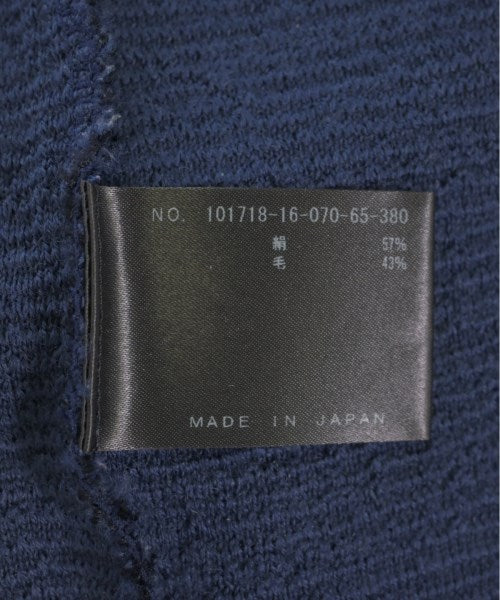 NO. 101718-16-070-65-380
絹 57%
毛 43%
MADE IN JAPAN